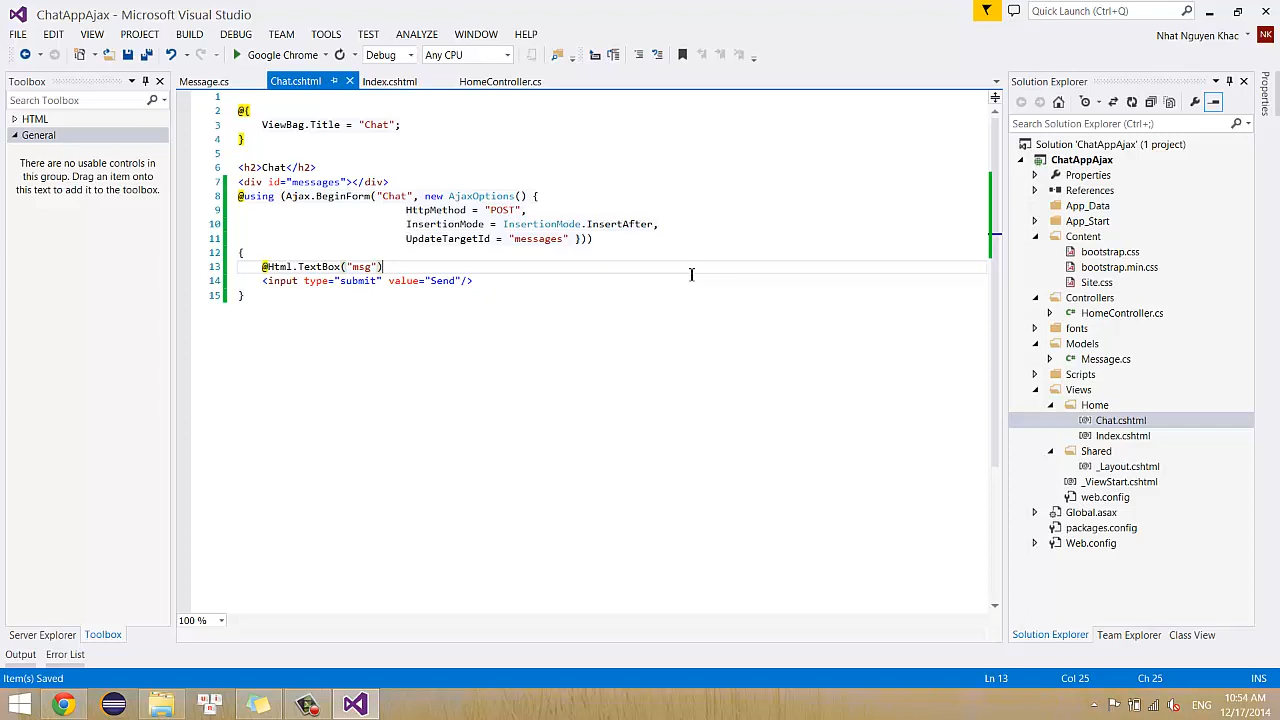 ChatAppAjax - Microsoft Visual Studio
Quick Launch (Ctrl+Q)
FILE EDIT VIEW PROJECT BUILD DEBUG TEAM TOOLS TEST ANALYZE WINDOW HELP
Nhat Nguyen Khac NK
Google Chrome Debug Any CPU
Toolbox
Search Toolbox
HTML
General
There are no usable controls in
this group. Drag an item onto
this text to add it to the toolbox.
Message.cs Chat.cshtml Index.cshtml HomeController.cs
1
2 @{
3 ViewBag.Title = "Chat";
4 }
5
6 <h2>Chat</h2>
7 <div id="messages"></div>
8 @using (Ajax.BeginForm("Chat", new AjaxOptions() {
9 HttpMethod = "POST",
10 InsertionMode = InsertionMode.InsertAfter,
11 UpdateTargetId = "messages" }))
12 {
13 @Html.TextBox("msg")
14 <input type="submit" value="Send"/>
15 }
100 %
Solution Explorer
Search Solution Explorer (Ctrl+;)
Solution 'ChatAppAjax' (1 project)
ChatAppAjax
Properties
References
App_Data
App_Start
Content
bootstrap.css
bootstrap.min.css
Site.css
Controllers
HomeController.cs
fonts
Models
Message.cs
Scripts
Views
Home
Chat.cshtml
Index.cshtml
Shared
_Layout.cshtml
_ViewStart.cshtml
web.config
Global.asax
packages.config
Web.config
Properties
Server Explorer Toolbox
Solution Explorer Team Explorer Class View
Output Error List
Item(s) Saved Ln 13 Col 25 Ch 25 INS
ENG
10:54 AM
12/17/2014